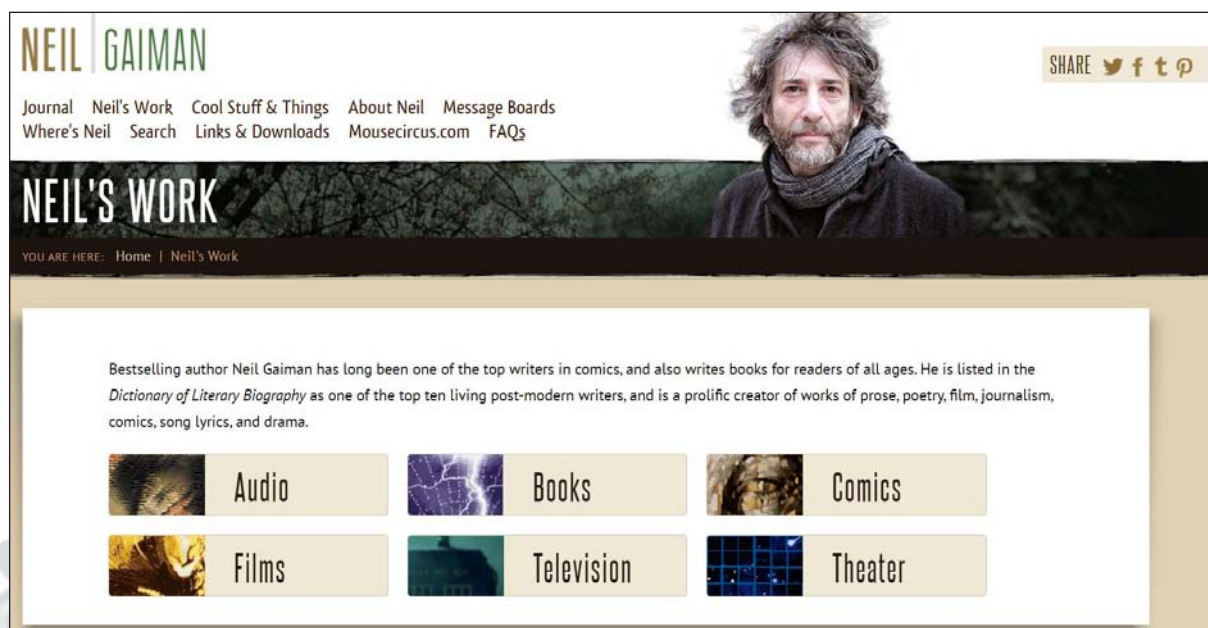 NEIL GAIMAN
SHARE
Journal Neil's Work Cool Stuff & Things About Neil Message Boards
Where's Neil Search Links & Downloads Mousecircus.com FAQs
NEIL'S WORK
YOU ARE HERE: Home | Neil's Work
Bestselling author Neil Gaiman has long been one of the top writers in comics, and also writes books for readers of all ages. He is listed in the
Dictionary of Literary Biography as one of the top ten living post-modern writers, and is a prolific creator of works of prose, poetry, film, journalism,
comics, song lyrics, and drama.
Audio Books Comics
Films Television Theater